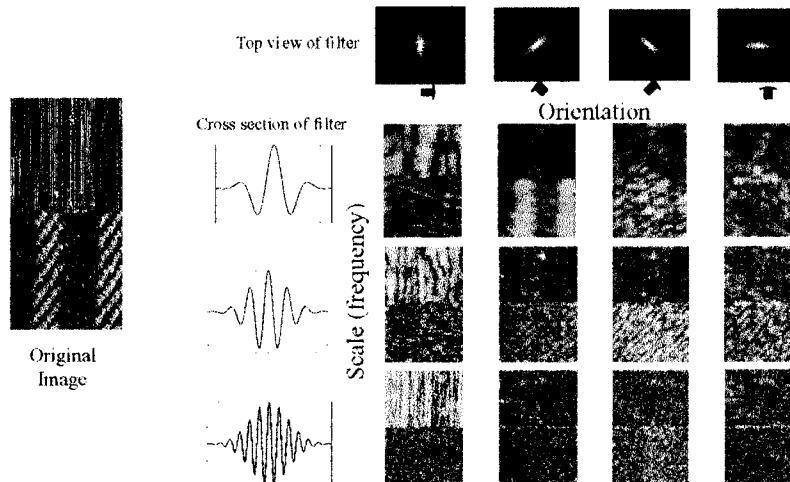 Top view of filter
Orientation
Cross section of filter
Scale (frequency)
Original
Image